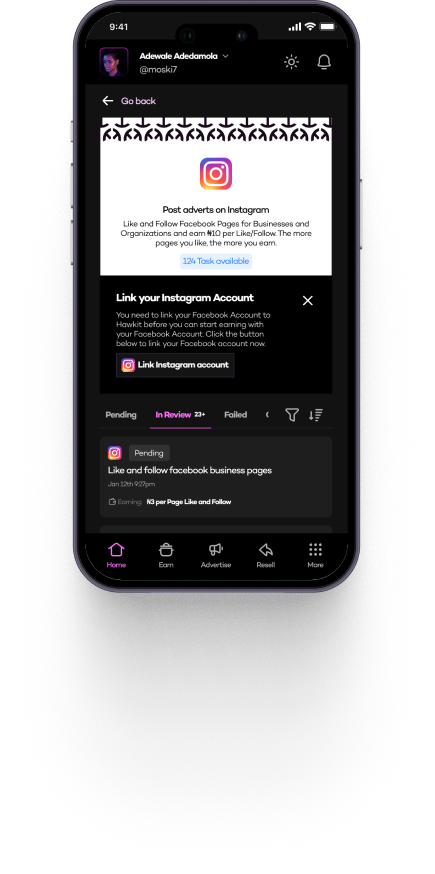 9:41
Adewale Adedamola
@moski7
Go back
Post adverts on Instagram
Like and Follow Facebook Pages for Businesses and
Organizations and earn ₦10 per Like/Follow. The more
pages you like, the more you earn.
124 Task available
Link your Instagram Account
You need to link your Facebook Account to
Hawkit before you can start earning with
your Facebook Account. Click the button
below to link your Facebook account now.
Link Instagram account
Pending In Review 23+ Failed
Pending
Like and follow facebook business pages
Jan 12th 9:27pm
Earning: ₦3 per Page Like and Follow
Home Earn Advertise Resell More